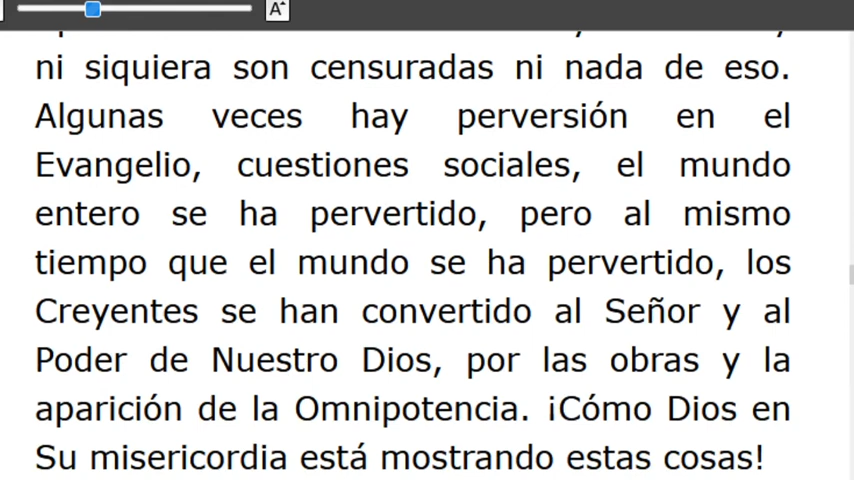 A
ni siquiera son censuradas ni nada de eso.
Algunas veces hay perversión en el
Evangelio, cuestiones sociales, el mundo
entero se ha pervertido, pero al mismo
tiempo que el mundo se ha pervertido, los
Creyentes se han convertido al Señor y al
Poder de Nuestro Dios, por las obras y la
aparición de la Omnipotencia. ¡Cómo Dios en
Su misericordia está mostrando estas cosas!